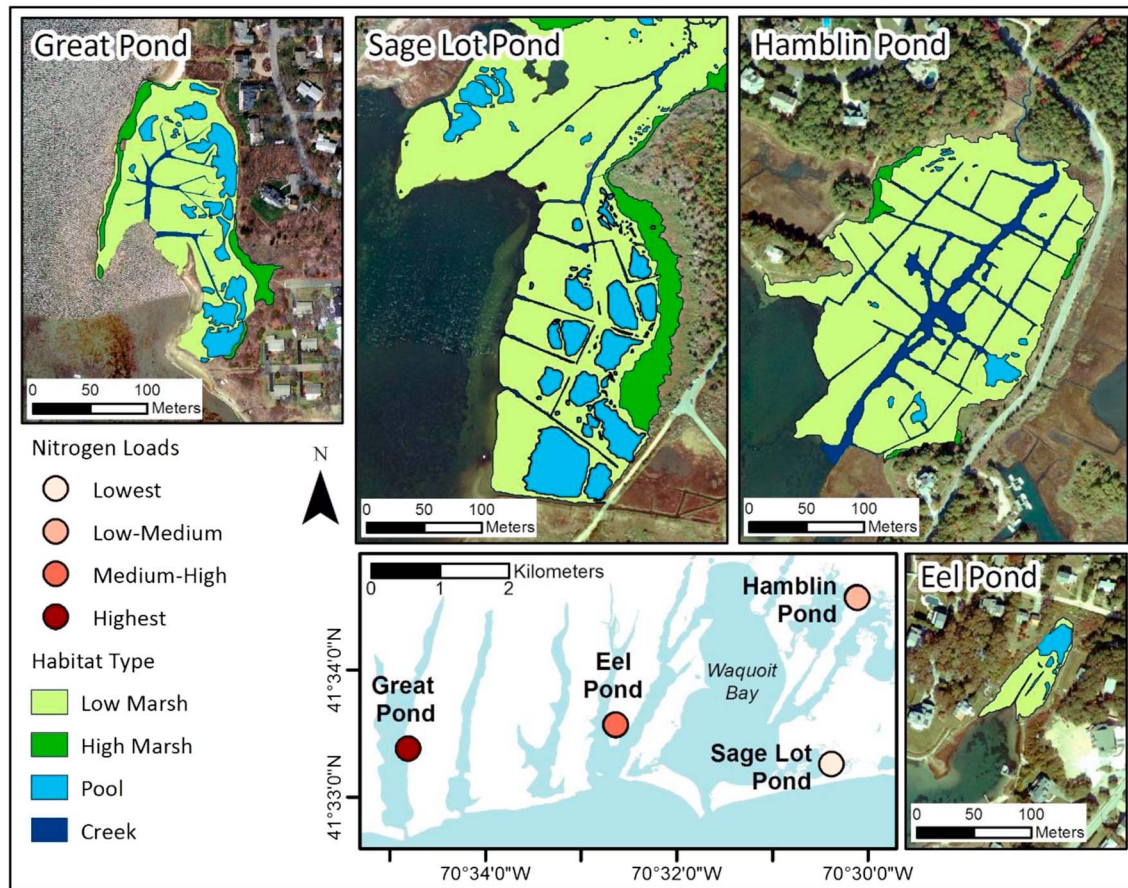 Great Pond
Sage Lot Pond
Hamblin Pond
0 50 100
Meters
0 50 100
Meters
0 50 100
Meters
Nitrogen Loads
Lowest
Low-Medium
Medium-High
Highest
Habitat Type
Low Marsh
High Marsh
Pool
Creek
N
0 1 2
Kilometers
Hamblin
Pond
Eel
Pond
Waquoit
Bay
Great
Pond
Sage Lot
Pond
41°34'0"N
41°33'0"N
70°34'0"W
70°32'0"W
70°30'0"W
Eel Pond
0 50 100
Meters